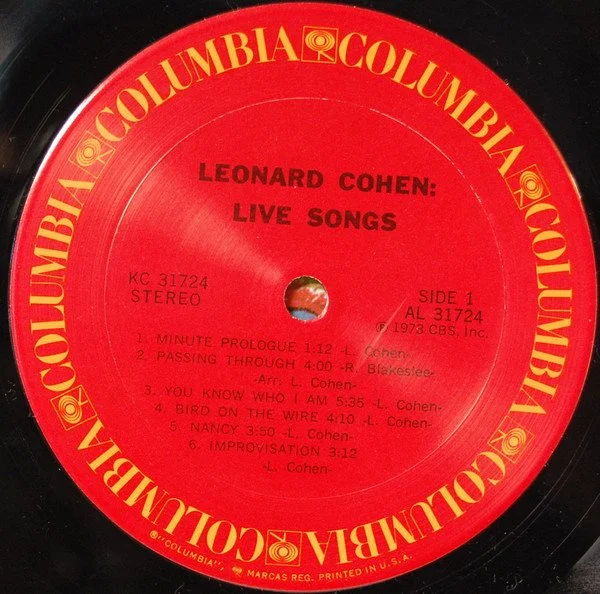 COLUMBIA COLUMBIA COLUMBIA COLUMBIA COLUMBIA COLUMBIA COLUMBIA COLUMBIA
LEONARD COHEN:
LIVE SONGS
KC 31724
STEREO
SIDE 1
AL 31724
℗ 1973 CBS, Inc.
1. MINUTE PROLOGUE 1:12 -L. Cohen-
2. PASSING THROUGH 4:00 -R. Blakeslee-
-Arr: L. Cohen-
3. YOU KNOW WHO I AM 5:35 -L. Cohen-
4. BIRD ON THE WIRE 4:10 -L. Cohen-
5. NANCY 3:50 -L. Cohen-
6. IMPROVISATION 3:12
-L. Cohen-
®"COLUMBIA", MARCAS REG. PRINTED IN U.S.A.